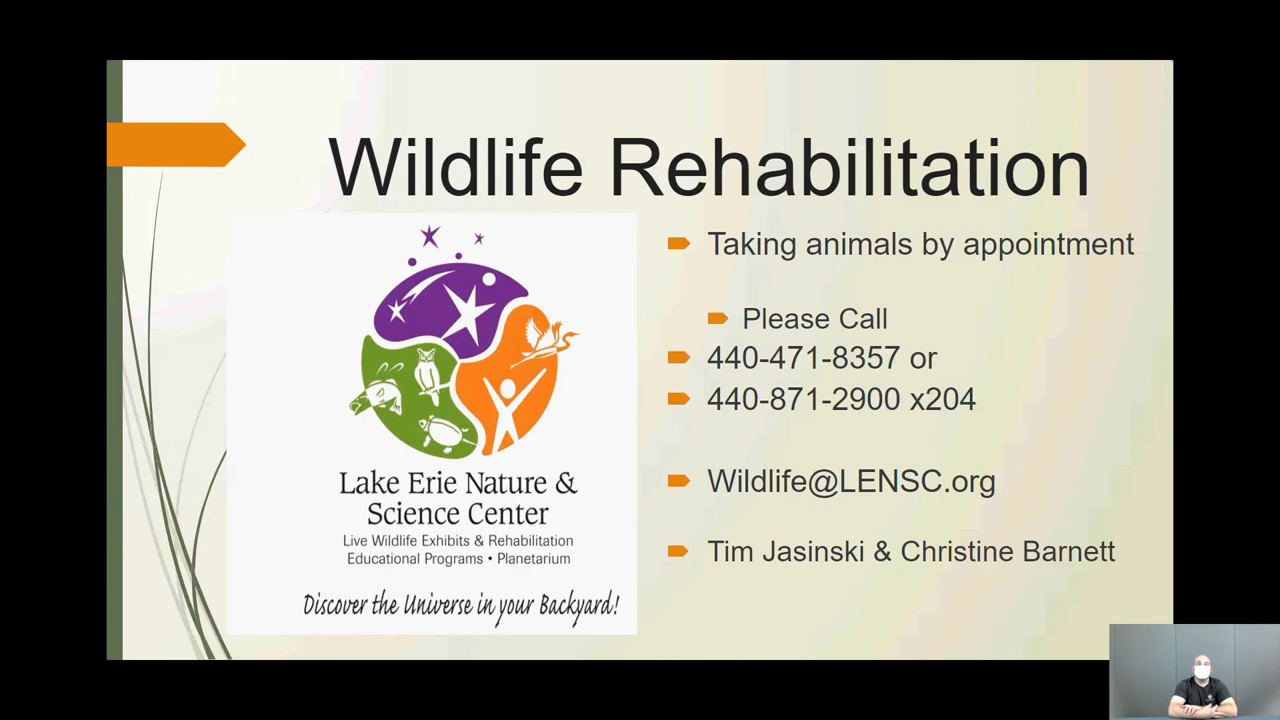 Wildlife Rehabilitation
Lake Erie Nature &
Science Center
Live Wildlife Exhibits & Rehabilitation
Educational Programs • Planetarium
Discover the Universe in your Backyard!
Taking animals by appointment
Please Call
440-471-8357 or
440-871-2900 x204
Wildlife@LENSC.org
Tim Jasinski & Christine Barnett